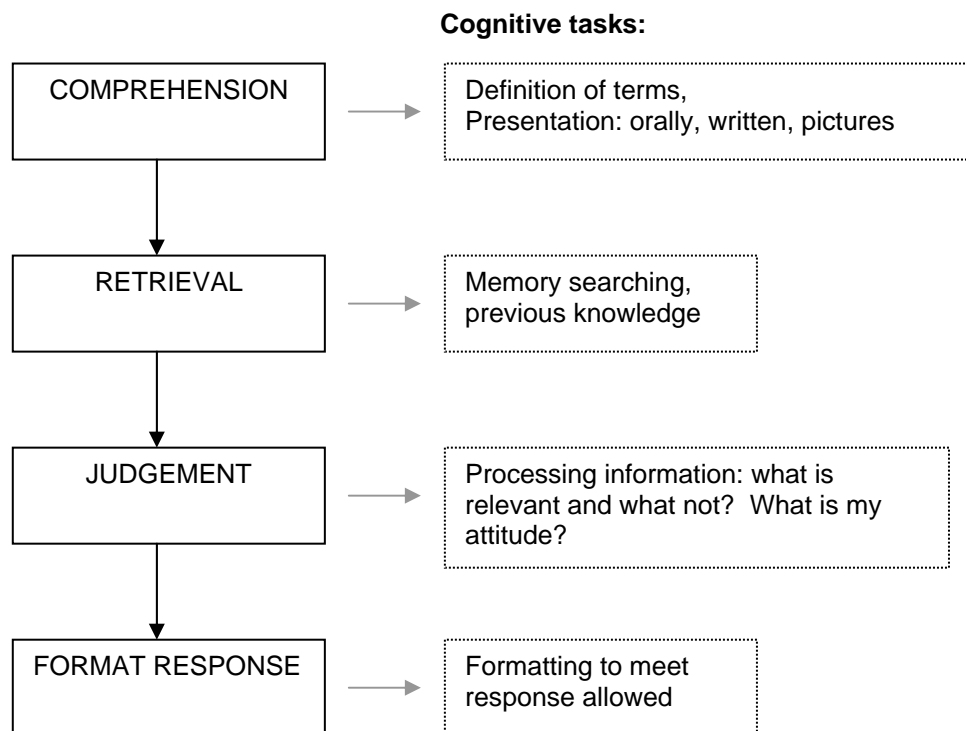 Cognitive tasks:
COMPREHENSION
Definition of terms,
Presentation: orally, written, pictures
RETRIEVAL
Memory searching,
previous knowledge
JUDGEMENT
Processing information: what is
relevant and what not?  What is my
attitude?
FORMAT RESPONSE
Formatting to meet
response allowed